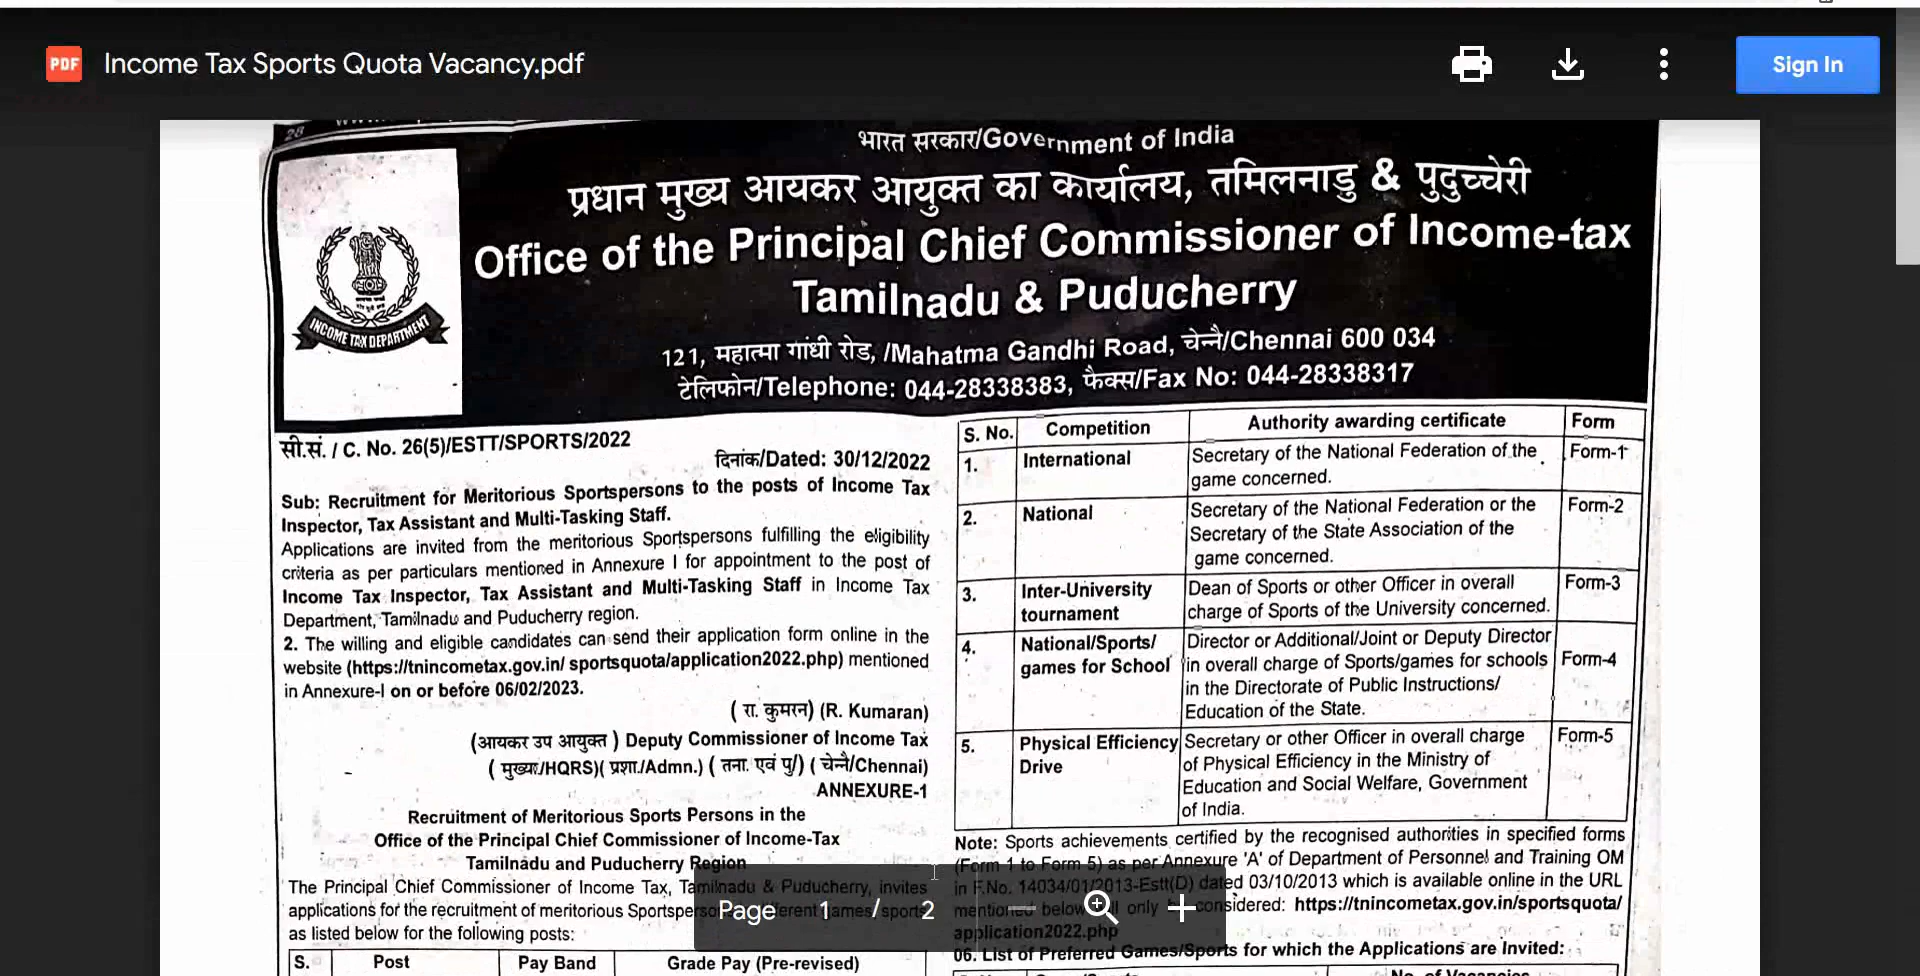 PDF Income Tax Sports Quota Vacancy.pdf
Sign In
28
भारत सरकार/Government of India
प्रधान मुख्य आयकर आयुक्त का कार्यालय, तमिलनाडु & पुदुच्चेरी
Office of the Principal Chief Commissioner of Income-tax
Tamilnadu & Puducherry
121, महात्मा गांधी रोड, /Mahatma Gandhi Road, चेन्नै/Chennai 600 034
टेलिफोन/Telephone: 044-28338383, फैक्स/Fax No: 044-28338317
INCOME TAX DEPARTMENT
सी.सं. / C. No. 26(5)/ESTT/SPORTS/2022
दिनांक/Dated: 30/12/2022
Sub: Recruitment for Meritorious Sportspersons to the posts of Income Tax
Inspector, Tax Assistant and Multi-Tasking Staff.
Applications are invited from the meritorious Sportspersons fulfilling the eligibility
criteria as per particulars mentioned in Annexure I for appointment to the post of
Income Tax Inspector, Tax Assistant and Multi-Tasking Staff in Income Tax
Department, Tamilnadu and Puducherry region.
2. The willing and eligible candidates can send their application form online in the
website (https://tnincometax.gov.in/ sportsquota/application2022.php) mentioned
in Annexure-I on or before 06/02/2023.
( रा. कुमरन) (R. Kumaran)
(आयकर उप आयुक्त ) Deputy Commissioner of Income Tax
( मुख्या/HQRS)( प्रशा./Admn.) ( तना. एवं पु/) ( चेन्नै/Chennai)
ANNEXURE-1
Recruitment of Meritorious Sports Persons in the
Office of the Principal Chief Commissioner of Income-Tax
Tamilnadu and Puducherry Region
The Principal Chief Commissioner of Income Tax, Tamilnadu & Puducherry, invites
applications for the recruitment of meritorious Sportsper different games/ sports
as listed below for the following posts:
S. Post Pay Band Grade Pay (Pre-revised)
S. No. Competition Authority awarding certificate Form
1. International Secretary of the National Federation of the Form-1
game concerned.
2. National Secretary of the National Federation or the Form-2
Secretary of the State Association of the
game concerned.
3. Inter-University Dean of Sports or other Officer in overall Form-3
tournament charge of Sports of the University concerned.
4. National/Sports/ Director or Additional/Joint or Deputy Director
games for School in overall charge of Sports/games for schools Form-4
in the Directorate of Public Instructions/
Education of the State.
5. Physical Efficiency Secretary or other Officer in overall charge Form-5
Drive of Physical Efficiency in the Ministry of
Education and Social Welfare, Government
of India.
Note: Sports achievements certified by the recognised authorities in specified forms
(Form 1 to Form 5) as per Annexure 'A' of Department of Personnel and Training OM
in F.No. 14034/01/2013-Estt(D) dated 03/10/2013 which is available online in the URL
mentioned below only be considered: https://tnincometax.gov.in/sportsquota/
application2022.php
06. List of Preferred Games/Sports for which the Applications are Invited:
No. of Vacancies
Page 1 / 2